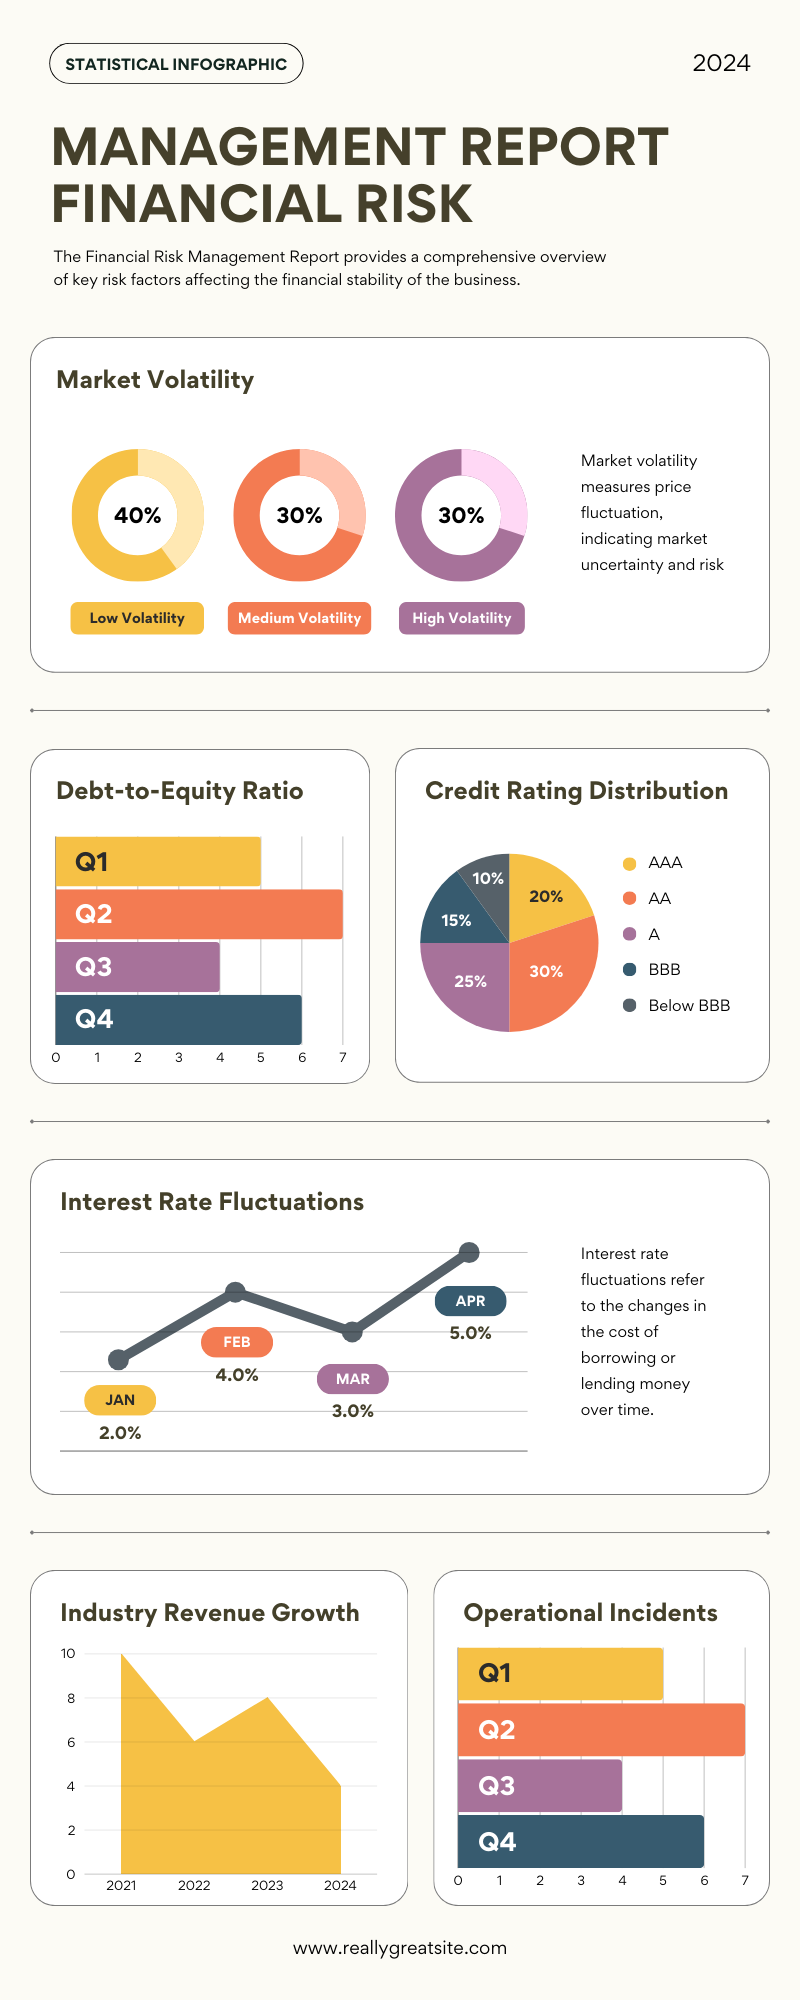 STATISTICAL INFOGRAPHIC
2024
MANAGEMENT REPORT
FINANCIAL RISK
The Financial Risk Management Report provides a comprehensive overview
of key risk factors affecting the financial stability of the business.
Market Volatility
40%
30%
30%
Low Volatility
Medium Volatility
High Volatility
Market volatility
measures price
fluctuation,
indicating market
uncertainty and risk
Debt-to-Equity Ratio
Q1
Q2
Q3
Q4
0 1 2 3 4 5 6 7
Credit Rating Distribution
10%
20%
15%
25%
30%
AAA
AA
A
BBB
Below BBB
Interest Rate Fluctuations
JAN
2.0%
FEB
4.0%
MAR
3.0%
APR
5.0%
Interest rate
fluctuations refer
to the changes in
the cost of
borrowing or
lending money
over time.
Industry Revenue Growth
10
8
6
4
2
0
2021 2022 2023 2024
Operational Incidents
Q1
Q2
Q3
Q4
0 1 2 3 4 5 6 7
www.reallygreatsite.com